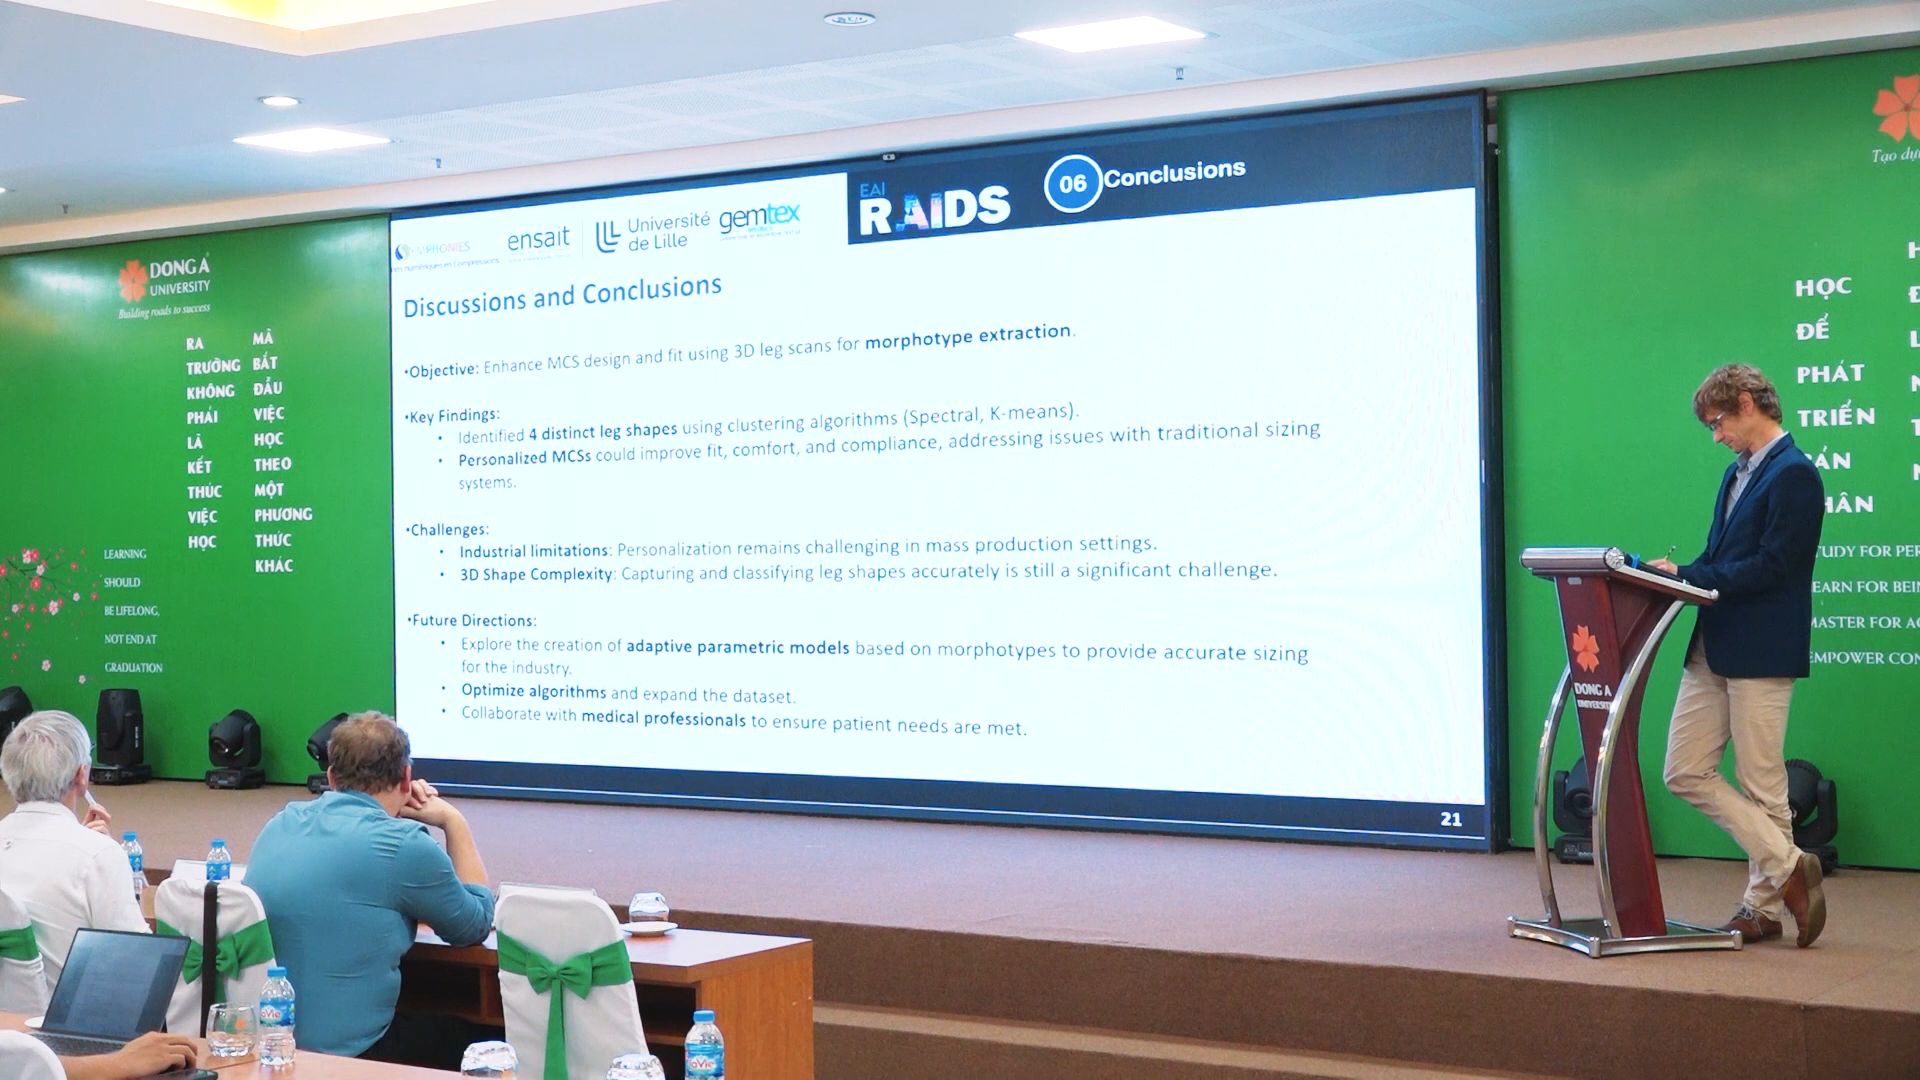 DONG A
UNIVERSITY
Building roads to success
RA
TRƯỜNG
KHÔNG
PHẢI
LÀ
KẾT
THÚC
VIỆC
HỌC
MÀ
BẮT
ĐẦU
VIỆC
HỌC
THEO
MỘT
PHƯƠNG
THỨC
KHÁC
LEARNING
SHOULD
BE LIFELONG,
NOT END AT
GRADUATION
ensait
Université
de Lille
gemtex
EAI
RAIDS
06 Conclusions
Discussions and Conclusions
•Objective: Enhance MCS design and fit using 3D leg scans for morphotype extraction.
•Key Findings:
• Identified 4 distinct leg shapes using clustering algorithms (Spectral, K-means).
• Personalized MCSs could improve fit, comfort, and compliance, addressing issues with traditional sizing
systems.
•Challenges:
• Industrial limitations: Personalization remains challenging in mass production settings.
• 3D Shape Complexity: Capturing and classifying leg shapes accurately is still a significant challenge.
•Future Directions:
• Explore the creation of adaptive parametric models based on morphotypes to provide accurate sizing
for the industry.
• Optimize algorithms and expand the dataset.
• Collaborate with medical professionals to ensure patient needs are met.
21
Tạo
HỌC
ĐỂ
PHÁT
TRIỂN
DONG A
UNIVERSITY
LaVie